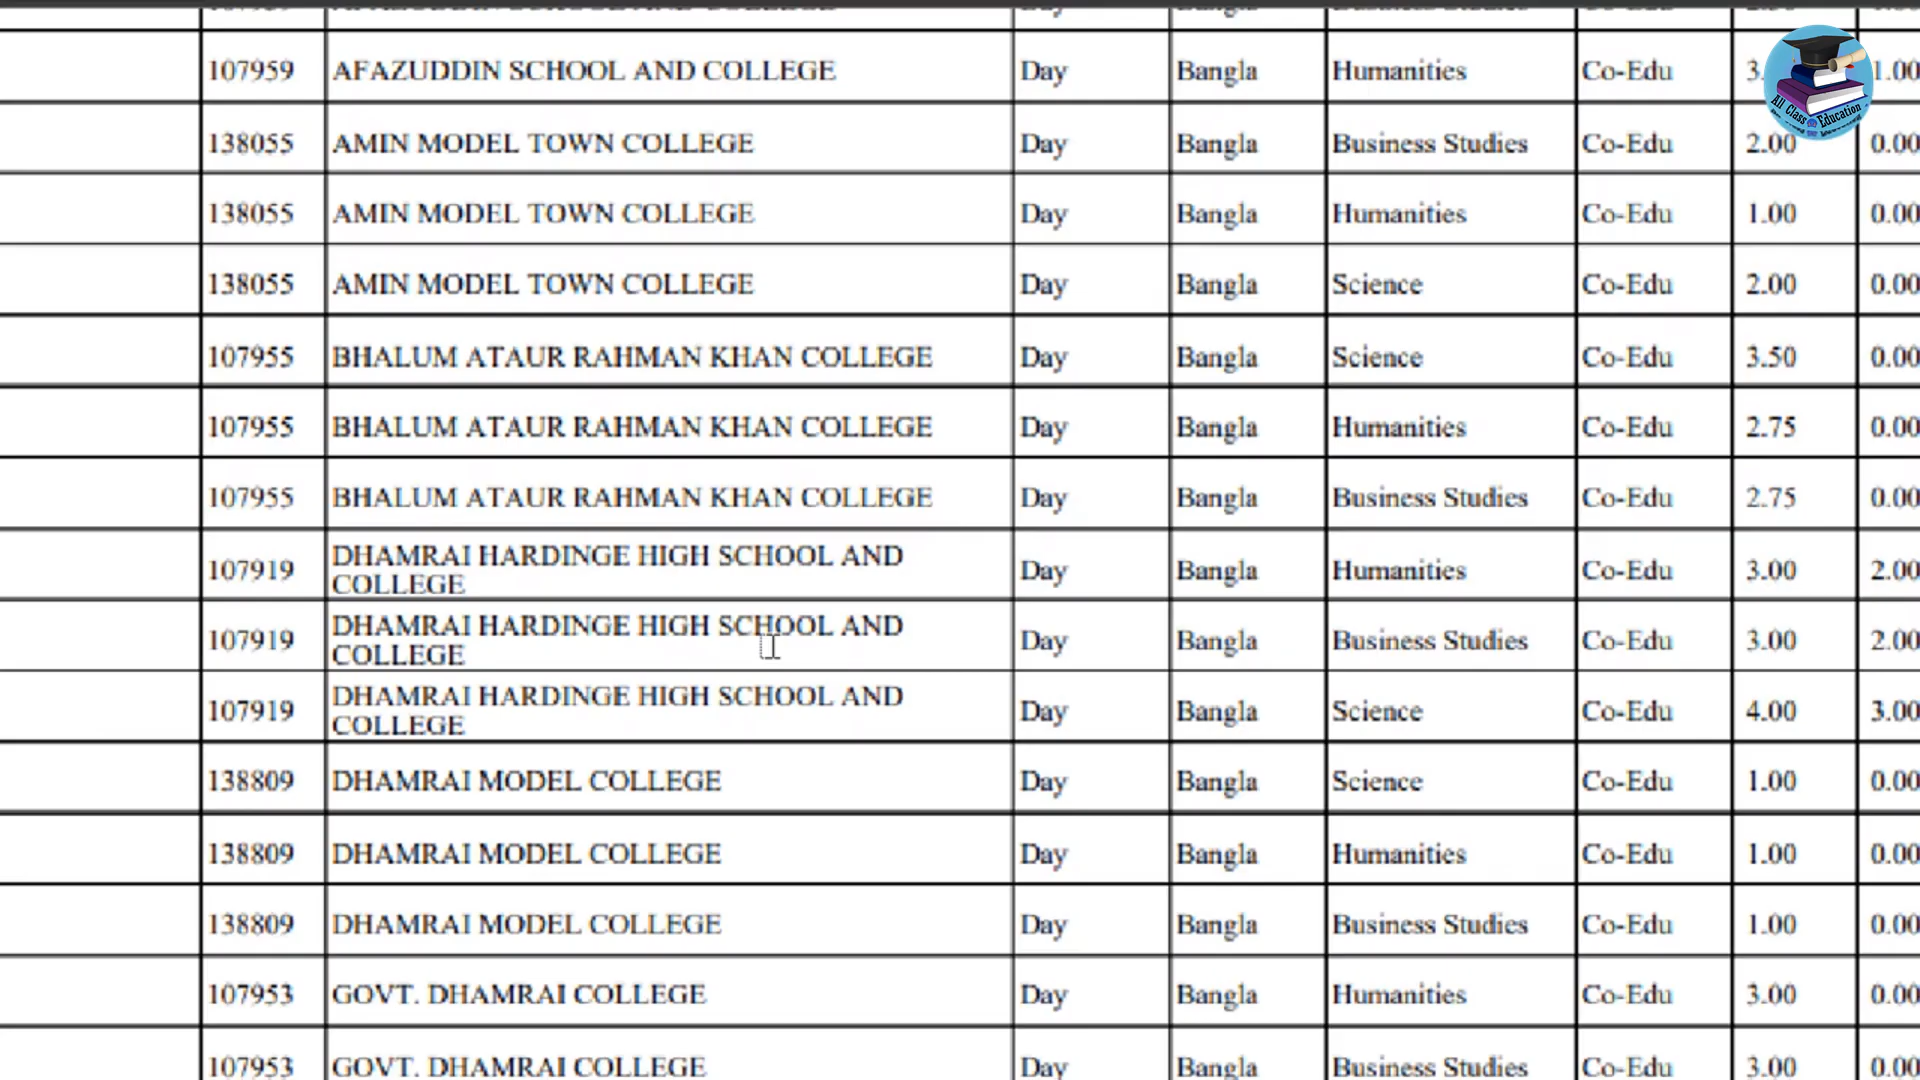 107959 AFAZUDDIN SCHOOL AND COLLEGE Day Bangla Humanities Co-Edu 3. 1.00
138055 AMIN MODEL TOWN COLLEGE Day Bangla Business Studies Co-Edu 2.00 0.00
138055 AMIN MODEL TOWN COLLEGE Day Bangla Humanities Co-Edu 1.00 0.00
138055 AMIN MODEL TOWN COLLEGE Day Bangla Science Co-Edu 2.00 0.00
107955 BHALUM ATAUR RAHMAN KHAN COLLEGE Day Bangla Science Co-Edu 3.50 0.00
107955 BHALUM ATAUR RAHMAN KHAN COLLEGE Day Bangla Humanities Co-Edu 2.75 0.00
107955 BHALUM ATAUR RAHMAN KHAN COLLEGE Day Bangla Business Studies Co-Edu 2.75 0.00
107919 DHAMRAI HARDINGE HIGH SCHOOL AND COLLEGE Day Bangla Humanities Co-Edu 3.00 2.00
107919 DHAMRAI HARDINGE HIGH SCHOOL AND COLLEGE Day Bangla Business Studies Co-Edu 3.00 2.00
107919 DHAMRAI HARDINGE HIGH SCHOOL AND COLLEGE Day Bangla Science Co-Edu 4.00 3.00
138809 DHAMRAI MODEL COLLEGE Day Bangla Science Co-Edu 1.00 0.00
138809 DHAMRAI MODEL COLLEGE Day Bangla Humanities Co-Edu 1.00 0.00
138809 DHAMRAI MODEL COLLEGE Day Bangla Business Studies Co-Edu 1.00 0.00
107953 GOVT. DHAMRAI COLLEGE Day Bangla Humanities Co-Edu 3.00 0.00
107953 GOVT. DHAMRAI COLLEGE Day Bangla Business Studies Co-Edu 3.00 0.00
All Class Education